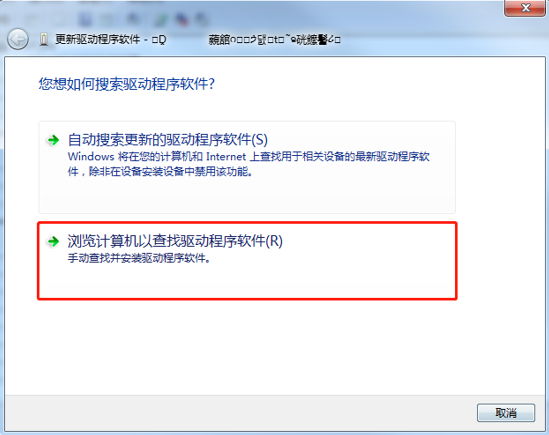 更新驱动程序软件 -
您想如何搜索驱动程序软件?
自动搜索更新的驱动程序软件(S)
Windows 将在您的计算机和 Internet 上查找用于相关设备的最新驱动程序软
件，除非在设备安装设置中禁用该功能。
浏览计算机以查找驱动程序软件(R)
手动查找并安装驱动程序软件。
取消